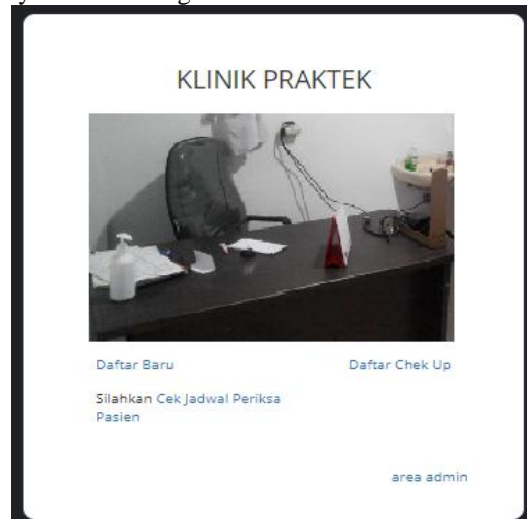 KLINIK PRAKTEK
Daftar Baru
Daftar Chek Up
Silahkan Cek Jadwal Periksa
Pasien
area admin